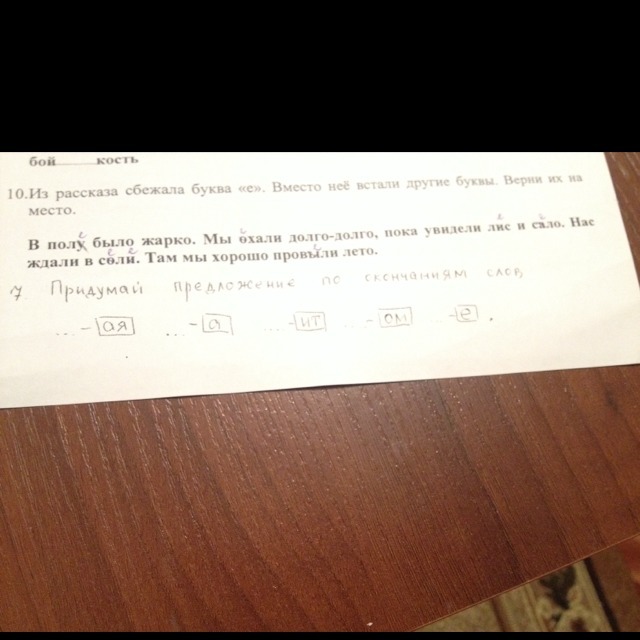 бой____кость
10.Из рассказа сбежала буква «е». Вместо неё встали другие буквы. Верни их на
место.
В полу было жарко. Мы охали долго-долго, пока увидели лис и сало. Нас
ждали в соли. Там мы хорошо провыли лето.
7 Придумай предложение по окончаниям слов
... -ая ... -а ... -ит ... -ом ... -е .